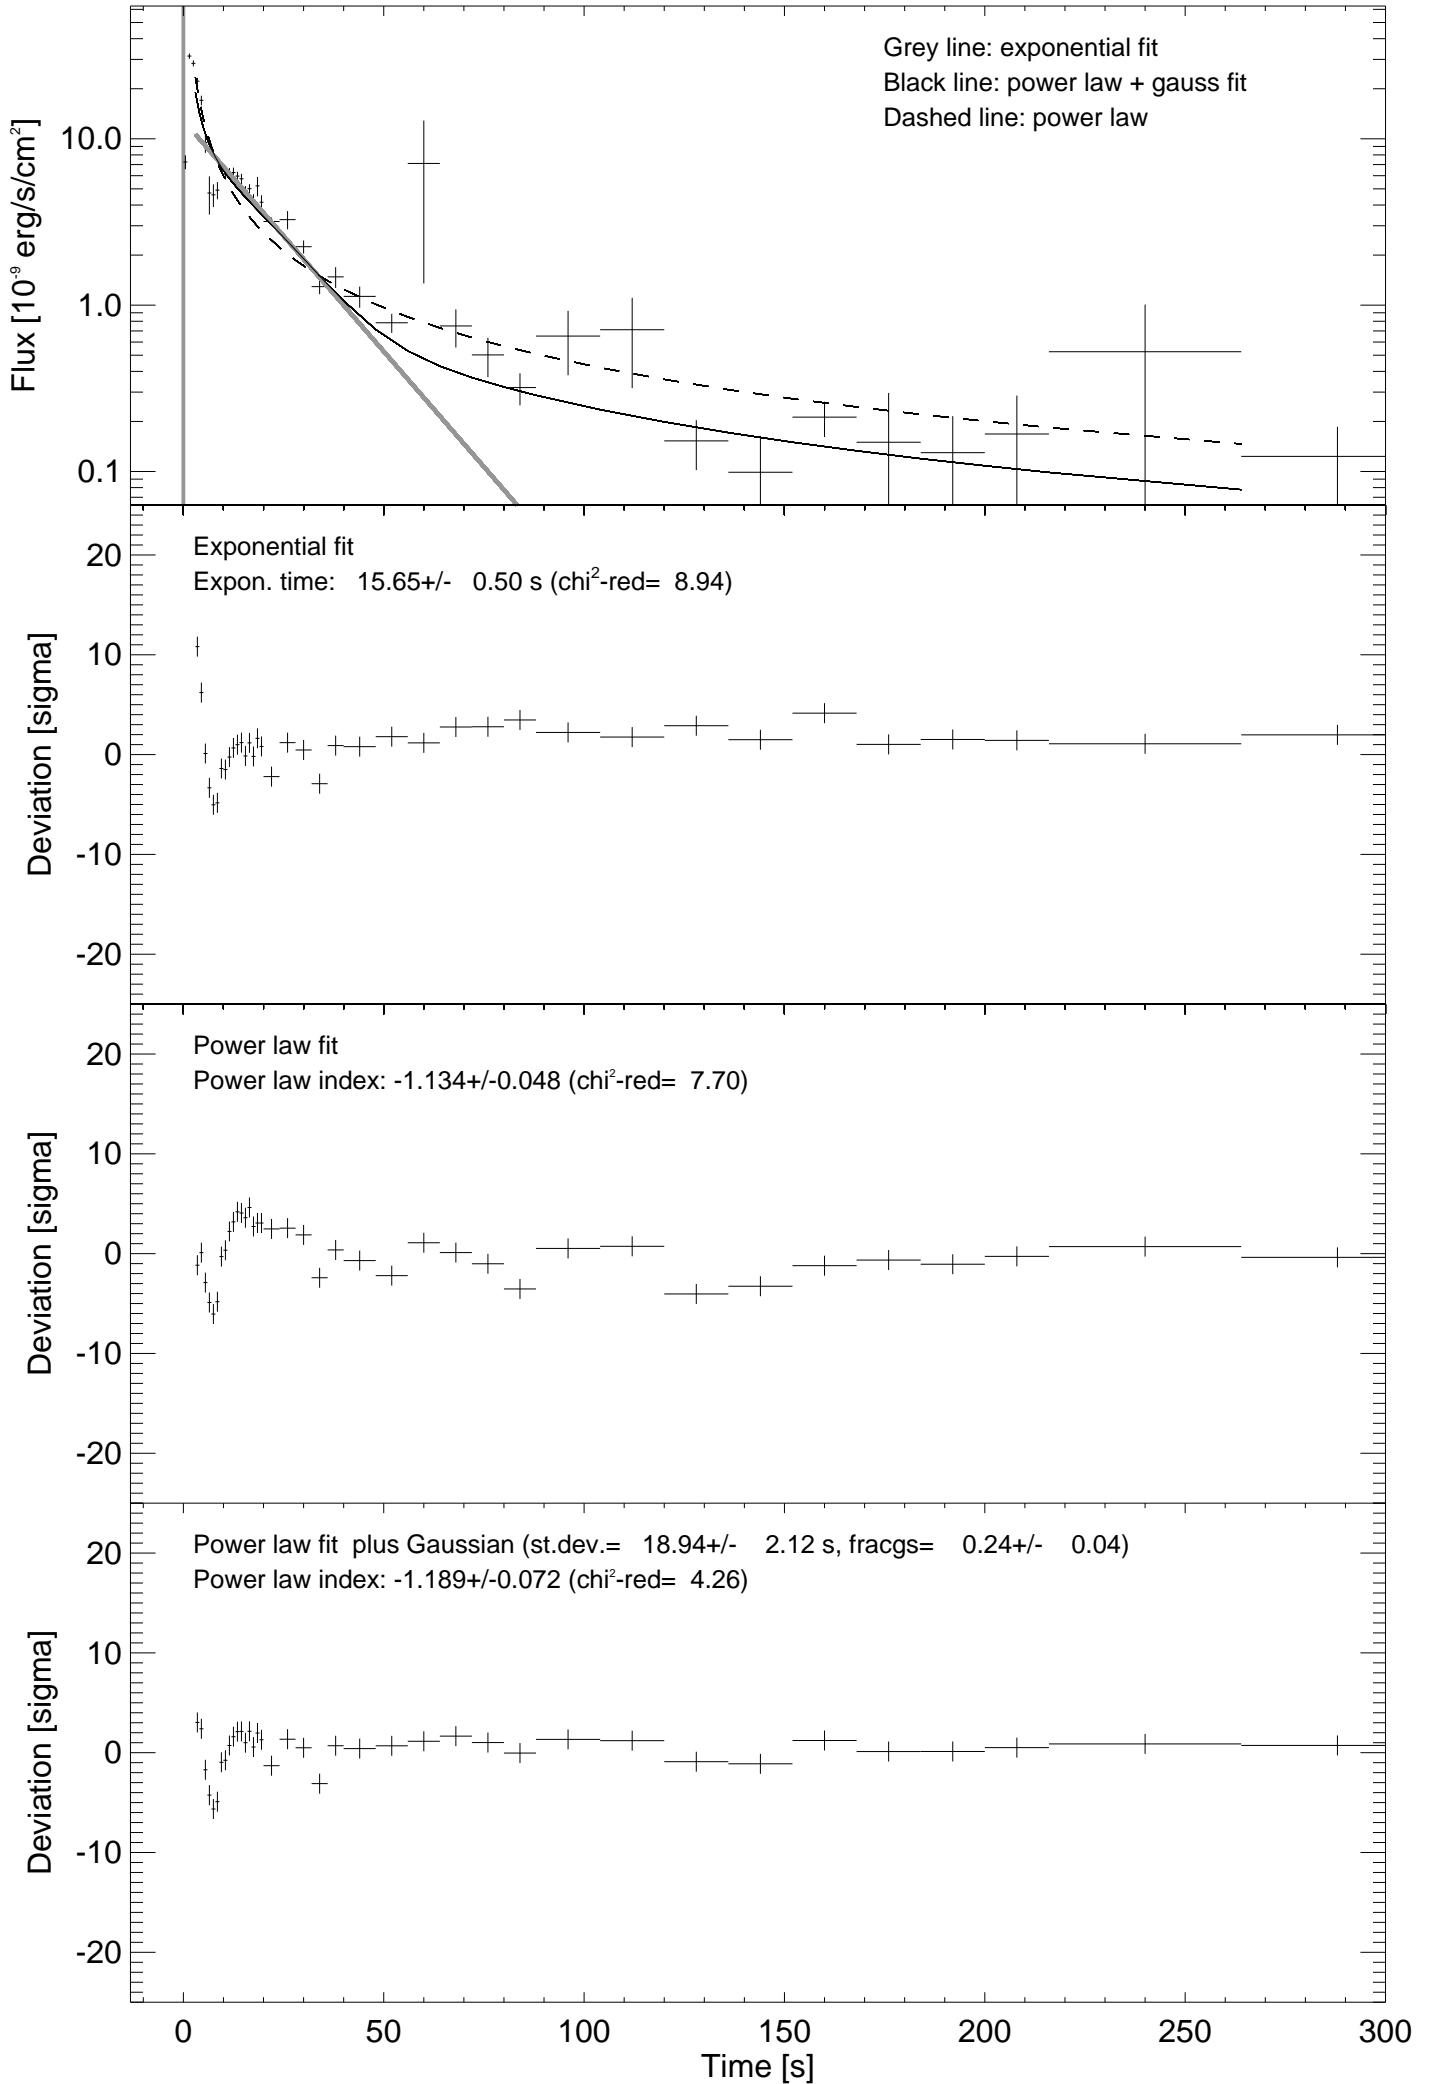 Grey line: exponential fit
Black line: power law + gauss fit
Dashed line: power law
Flux [10⁻⁹ erg/s/cm²]
10.0
1.0
0.1
Exponential fit
Expon. time: 15.65+/- 0.50 s (chi²-red= 8.94)
Deviation [sigma]
20
10
0
-10
-20
Power law fit
Power law index: -1.134+/-0.048 (chi²-red= 7.70)
Deviation [sigma]
20
10
0
-10
-20
Power law fit plus Gaussian (st.dev.= 18.94+/- 2.12 s, fracgs= 0.24+/- 0.04)
Power law index: -1.189+/-0.072 (chi²-red= 4.26)
Deviation [sigma]
20
10
0
-10
-20
0 50 100 150 200 250 300
Time [s]